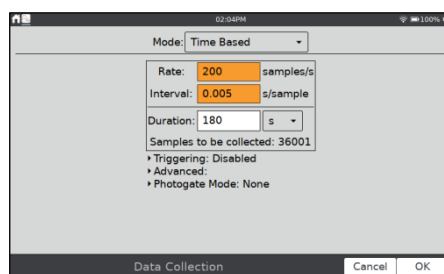 02:04PM 100%
Mode: Time Based
Rate: 200 samples/s
Interval: 0.005 s/sample
Duration: 180 s
Samples to be collected: 36001
Triggering: Disabled
Advanced:
Photogate Mode: None
Data Collection Cancel OK